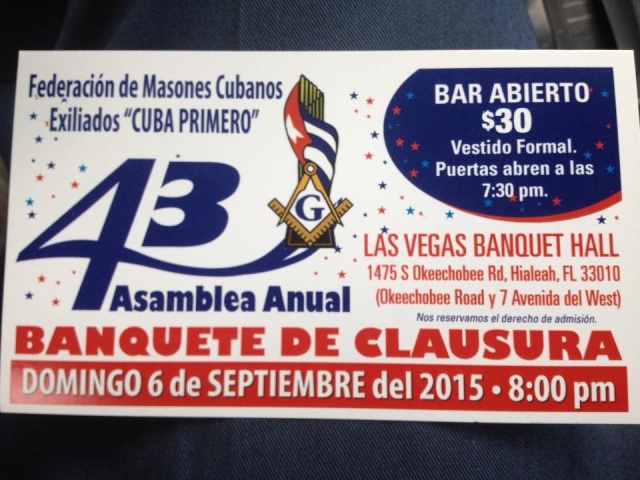 Federación de Masones Cubanos
Exiliados "CUBA PRIMERO"
43
Asamblea Anual
G
BAR ABIERTO
$30
Vestido Formal.
Puertas abren a las
7:30 pm.
LAS VEGAS BANQUET HALL
1475 S Okeechobee Rd, Hialeah, FL 33010
(Okeechobee Road y 7 Avenida del West)
Nos reservamos el derecho de admisión.
BANQUETE DE CLAUSURA
DOMINGO 6 de SEPTIEMBRE del 2015 • 8:00 pm